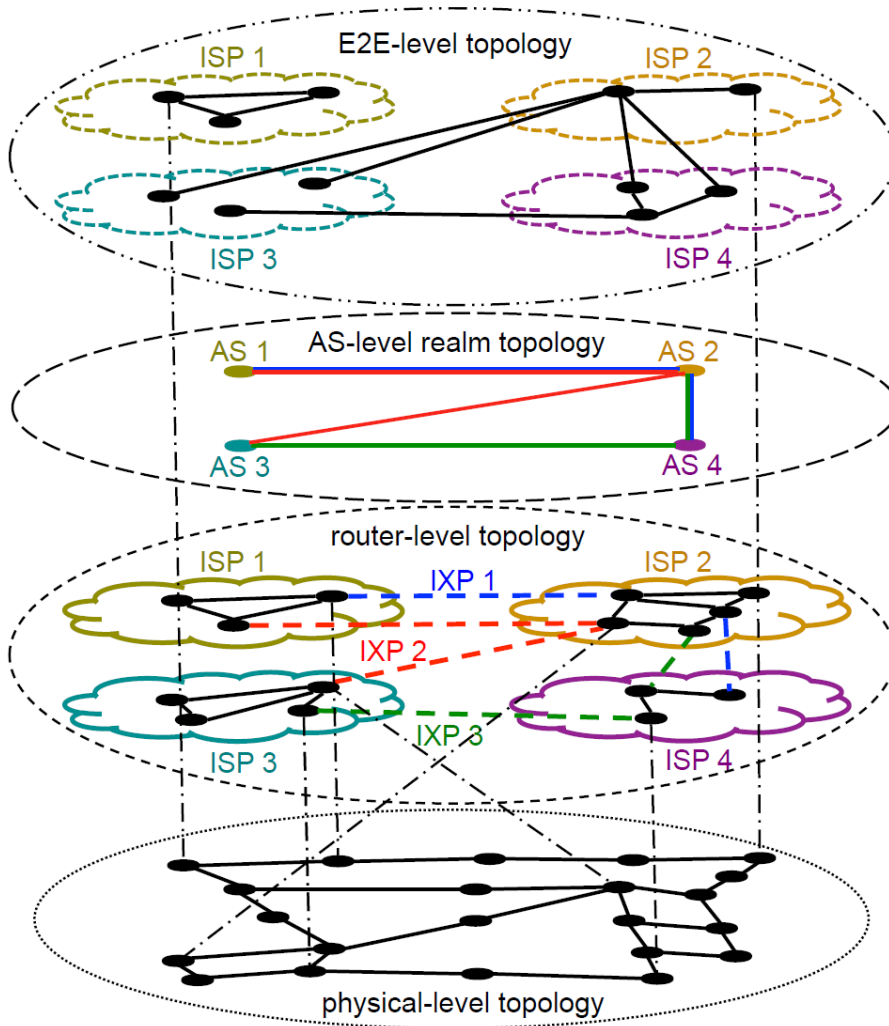 E2E-level topology
ISP 1
ISP 2
ISP 3
ISP 4
AS-level realm topology
AS 1
AS 2
AS 3
AS 4
router-level topology
ISP 1
IXP 1
ISP 2
IXP 2
IXP 3
ISP 3
ISP 4
physical-level topology